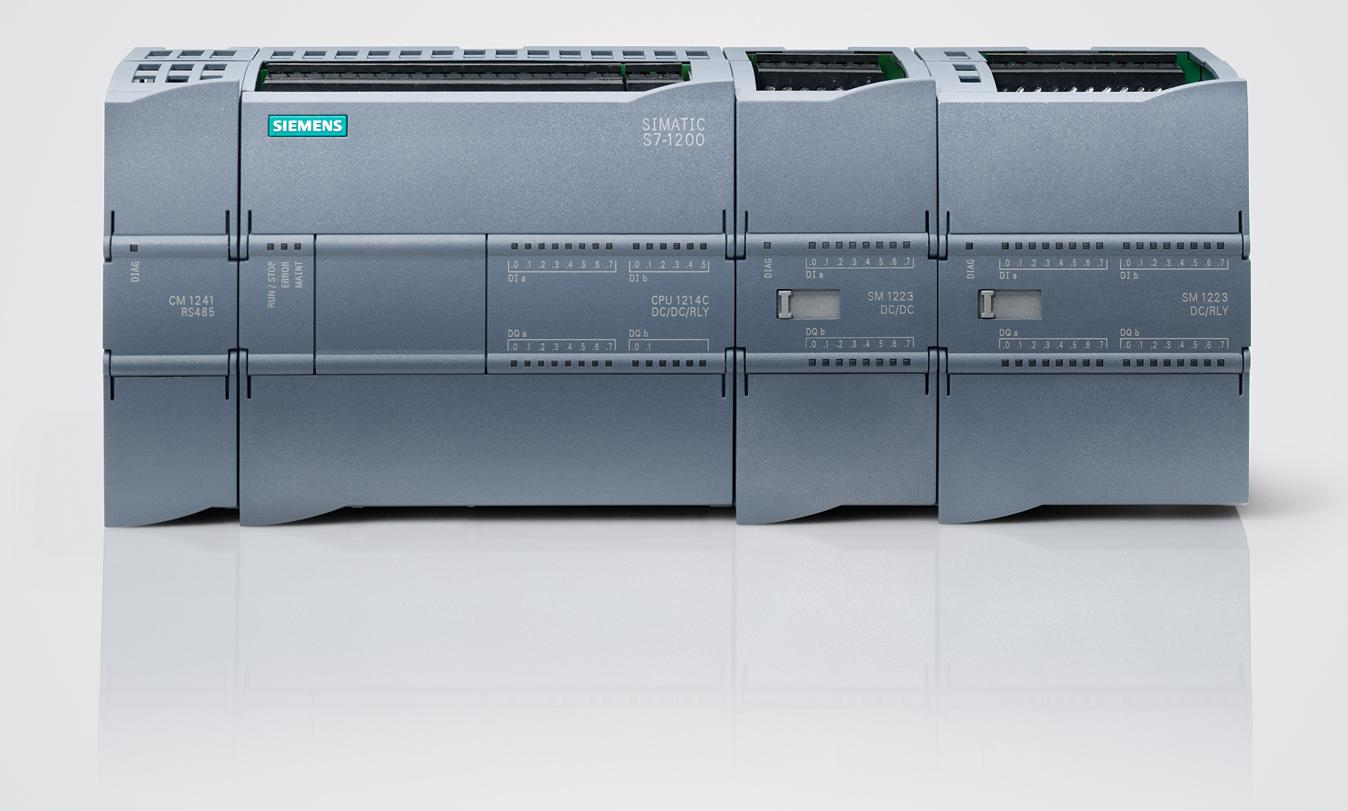 SIEMENS
SIMATIC
S7-1200
DIAG
CM 1241
RS485
RUN / STOP
ERROR
MAINT
.0 .1 .2 .3 .4 .5 .6 .7
DI a
.0 .1 .2 .3 .4 .5
DI b
CPU 1214C
DC/DC/RLY
DQ a
.0 .1 .2 .3 .4 .5 .6 .7
DQ b
.0 .1
DIAG
.0 .1 .2 .3 .4 .5 .6 .7
DI a
SM 1223
DC/DC
DQ b
.0 .1 .2 .3 .4 .5 .6 .7
DIAG
.0 .1 .2 .3 .4 .5 .6 .7
DI a
.0 .1 .2 .3 .4 .5 .6 .7
DI b
SM 1223
DC/RLY
DQ a
.0 .1 .2 .3 .4 .5 .6 .7
DQ b
.0 .1 .2 .3 .4 .5 .6 .7